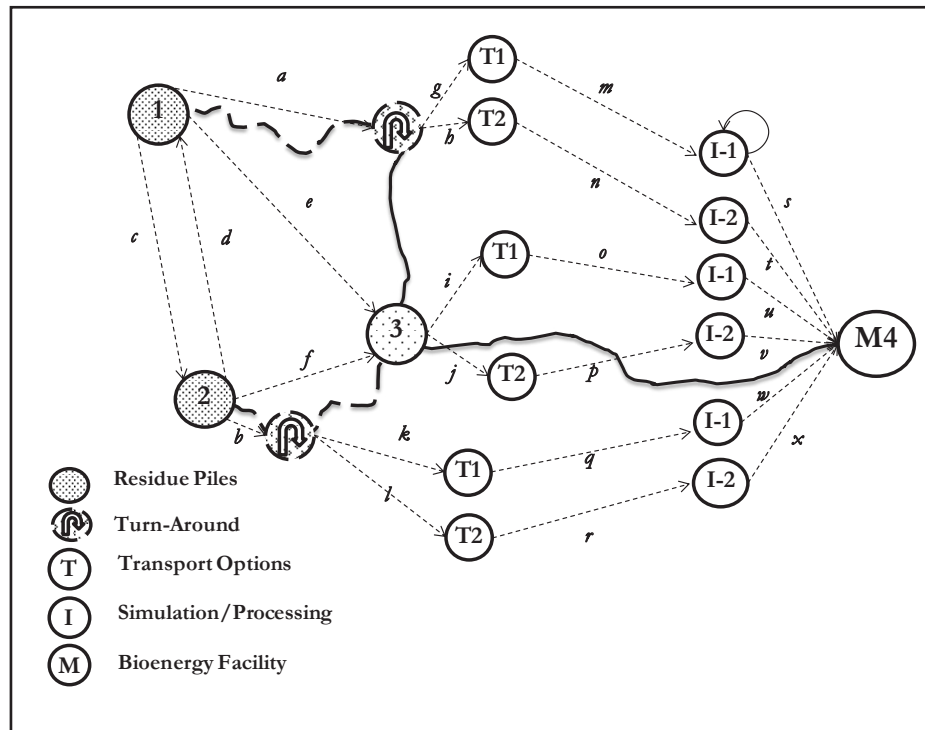 a
T1
g
m
1
T2
h
I-1
n
s
e
I-2
c
d
T1
o
t
i
I-1
u
3
I-2
M4
f
j
v
p
T2
2
w
b
I-1
k
x
q
T1
I-2
Residue Piles
l
Turn-Around
T2
r
T
Transport Options
I
Simulation/Processing
M
Bioenergy Facility